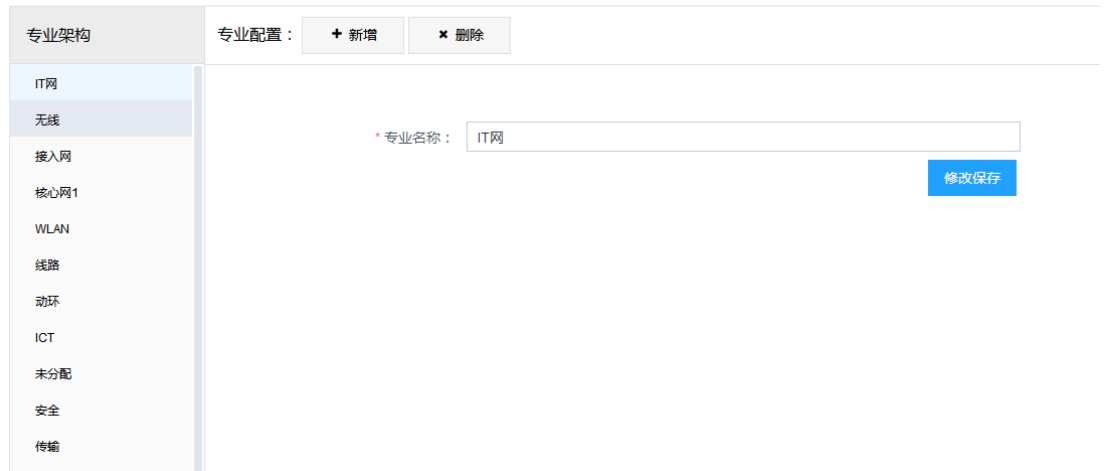 专业架构
专业配置： 新增 删除
IT网
无线
接入网
核心网1
WLAN
线路
动环
ICT
未分配
安全
传输
* 专业名称： IT网
修改保存